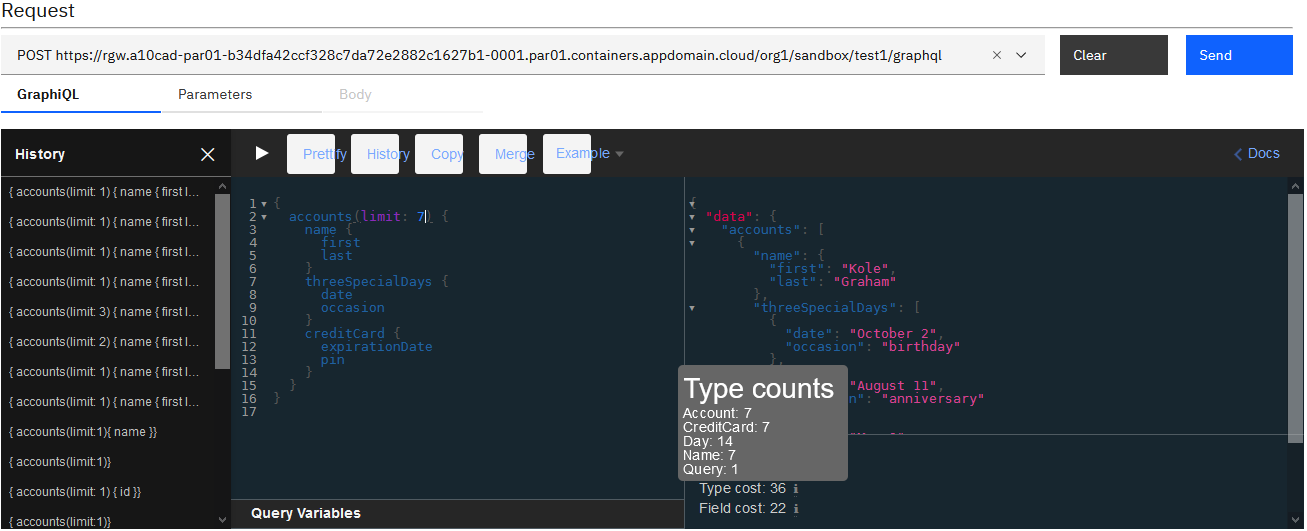 Request
POST https://rgw.a10cad-par01-b34dfa42ccf328c7da72e2882c1627b1-0001.par01.containers.appdomain.cloud/org1/sandbox/test1/graphql
Clear
Send
GraphiQL
Parameters
Body
History
Prettify
History
Copy
Merge
Example
Docs
{ accounts(limit: 1) { name { first l...
{ accounts(limit: 1) { name { first l...
{ accounts(limit: 1) { name { first l...
{ accounts(limit: 1) { name { first l...
{ accounts(limit: 3) { name { first l...
{ accounts(limit: 2) { name { first l...
{ accounts(limit: 1) { name { first l...
{ accounts(limit: 1) { name { first l...
{ accounts(limit:1){ name }}
{ accounts(limit:1)}
{ accounts(limit: 1) { id }}
{ accounts(limit:1)}
1 {
2 accounts(limit: 7) {
3 name {
4 first
5 last
6 }
7 threeSpecialDays {
8 date
9 occasion
10 }
11 creditCard {
12 expirationDate
13 pin
14 }
15 }
16 }
17
Query Variables
{
"data": {
"accounts": [
{
"name": {
"first": "Kole",
"last": "Graham"
},
"threeSpecialDays": [
{
"date": "October 2",
"occasion": "birthday"
},
"August 11",
n": "anniversary"
Type counts
Account: 7
CreditCard: 7
Day: 14
Name: 7
Query: 1
Type cost: 36
Field cost: 22